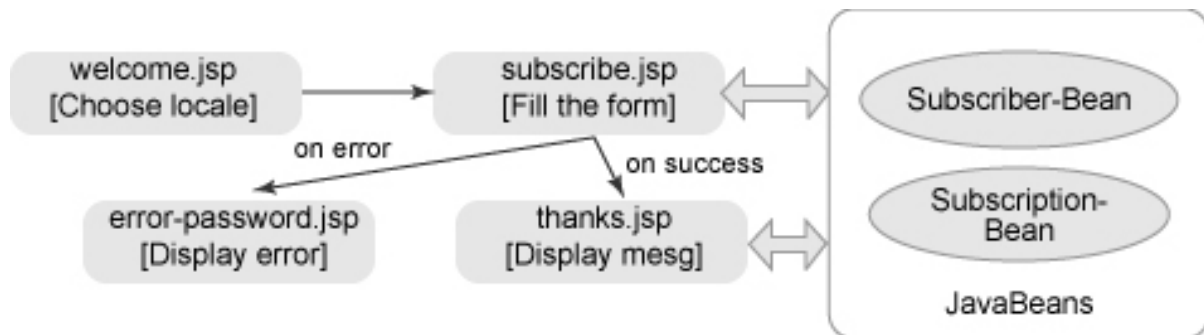 welcome.jsp
[Choose locale]
subscribe.jsp
[Fill the form]
Subscriber-Bean
on error
on success
error-password.jsp
[Display error]
thanks.jsp
[Display mesg]
Subscription-
Bean
JavaBeans